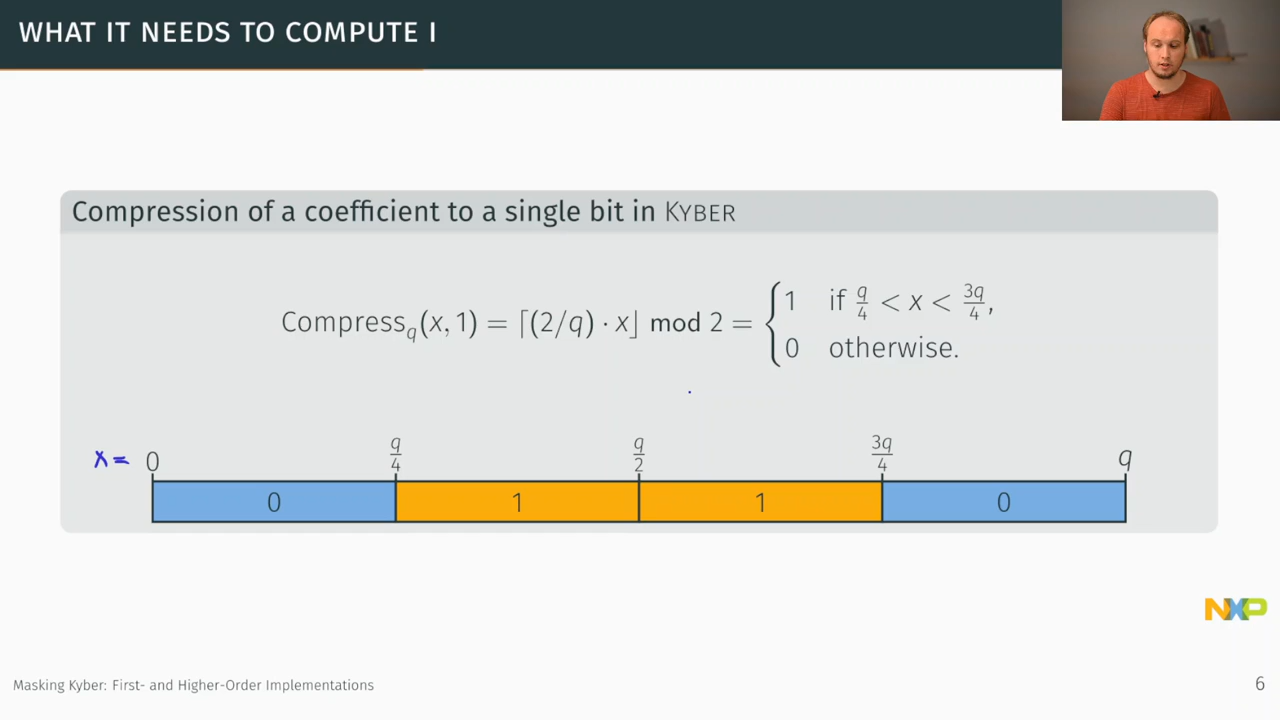 WHAT IT NEEDS TO COMPUTE I
Compression of a coefficient to a single bit in KYBER
Compress_q(x, 1) = ⌈(2/q) · x⌋ mod 2 = { 1 if q/4 < x < 3q/4,
0 otherwise.
x = 0 q/4 q/2 3q/4 q
0 1 1 0
NXP
Masking Kyber: First- and Higher-Order Implementations 6